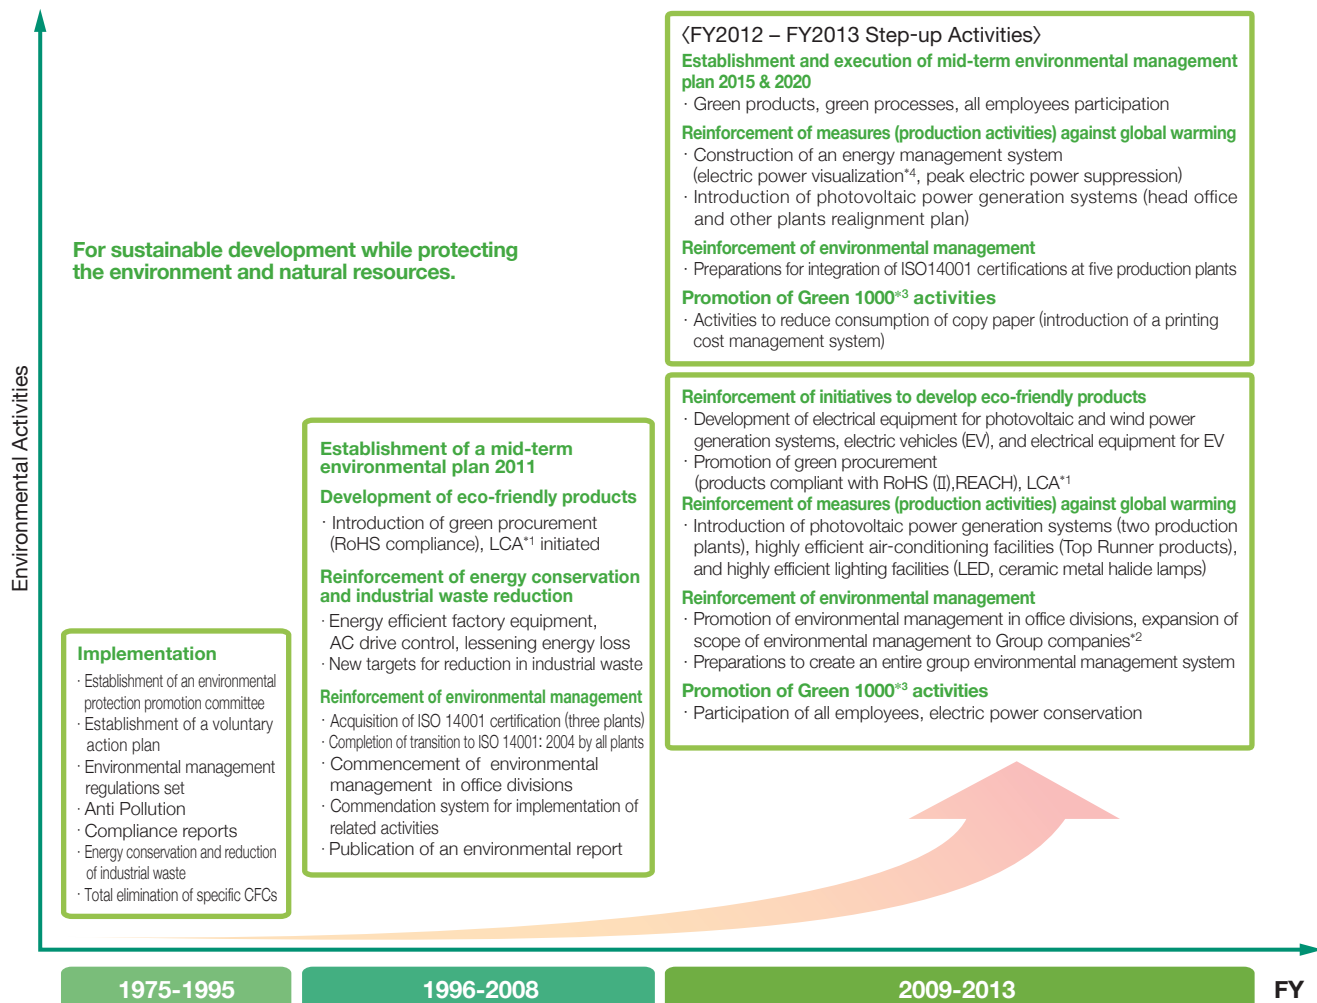 Environmental Activities
For sustainable development while protecting
the environment and natural resources.
Implementation
· Establishment of an environmental
protection promotion committee
· Establishment of a voluntary
action plan
· Environmental management
regulations set
· Anti Pollution
· Compliance reports
· Energy conservation and reduction
of industrial waste
· Total elimination of specific CFCs
Establishment of a mid-term
environmental plan 2011
Development of eco-friendly products
· Introduction of green procurement
(RoHS compliance), LCA*1 initiated
Reinforcement of energy conservation
and industrial waste reduction
· Energy efficient factory equipment,
AC drive control, lessening energy loss
· New targets for reduction in industrial waste
Reinforcement of environmental management
· Acquisition of ISO 14001 certification (three plants)
· Completion of transition to ISO 14001: 2004 by all plants
· Commencement of environmental
management in office divisions
· Commendation system for implementation of
related activities
· Publication of an environmental report
〈FY2012 – FY2013 Step-up Activities〉
Establishment and execution of mid-term environmental management
plan 2015 & 2020
· Green products, green processes, all employees participation
Reinforcement of measures (production activities) against global warming
· Construction of an energy management system
(electric power visualization*4, peak electric power suppression)
· Introduction of photovoltaic power generation systems (head office
and other plants realignment plan)
Reinforcement of environmental management
· Preparations for integration of ISO14001 certifications at five production plants
Promotion of Green 1000*3 activities
· Activities to reduce consumption of copy paper (introduction of a printing
cost management system)
Reinforcement of initiatives to develop eco-friendly products
· Development of electrical equipment for photovoltaic and wind power
generation systems, electric vehicles (EV), and electrical equipment for EV
· Promotion of green procurement
(products compliant with RoHS (II),REACH), LCA*1
Reinforcement of measures (production activities) against global warming
· Introduction of photovoltaic power generation systems (two production
plants), highly efficient air-conditioning facilities (Top Runner products),
and highly efficient lighting facilities (LED, ceramic metal halide lamps)
Reinforcement of environmental management
· Promotion of environmental management in office divisions, expansion of
scope of environmental management to Group companies*2
· Preparations to create an entire group environmental management system
Promotion of Green 1000*3 activities
· Participation of all employees, electric power conservation
1975-1995
1996-2008
2009-2013
FY